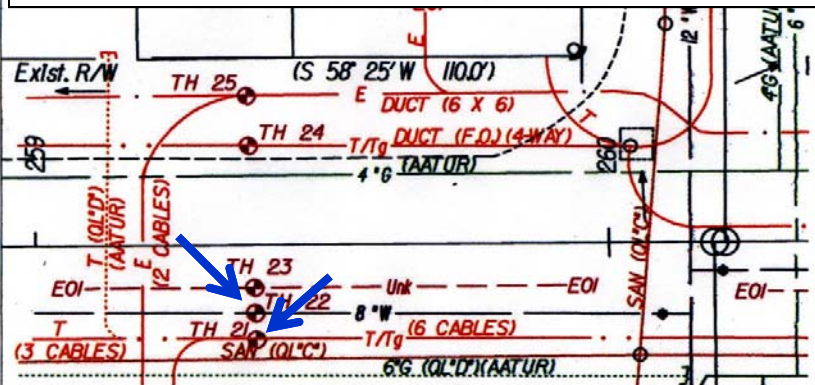 E
12 "W
4"G(AATUR)
6 "
Exist. R/W
TH 25
(S 58° 25' W 110.0')
E
DUCT (6 X 6)
T
TH 24
T/Tg
DUCT (F.O.) (4-WAY)
259
4 "G
(AATUR)
260
T (QL"D")
(AATUR)
E
(2 CABLES)
SAN (QL"C")
TH 23
EOI
Unk
EOI
EOI
TH 22
8 "W
T
TH 21
T/Tg
(6 CABLES)
(3 CABLES)
SAN (QL"C")
6"G (QL"D")(AATUR)